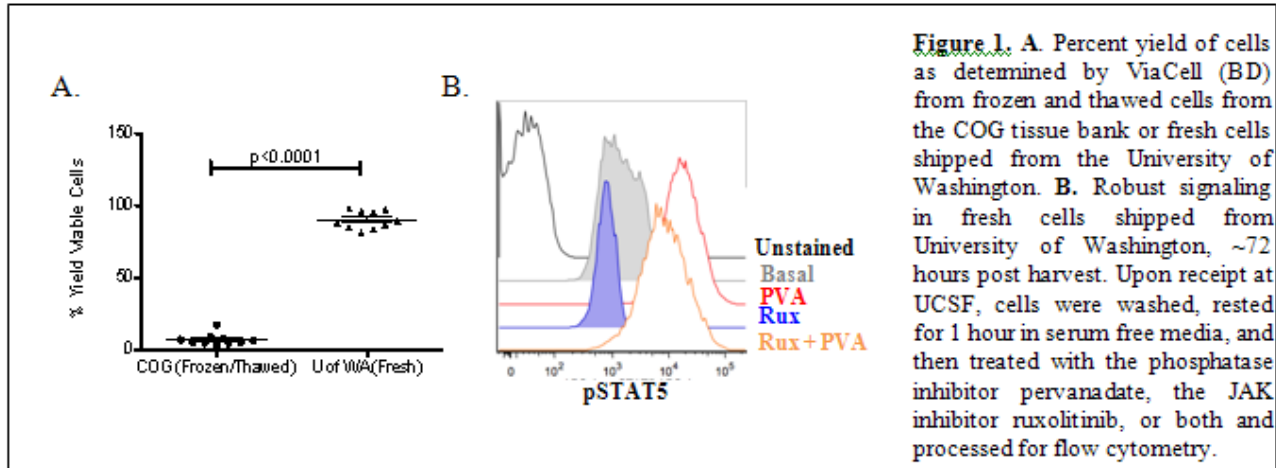 A.
150
100
50
0
% Yield Viable Cells
p<0.0001
COG (Frozen/Thawed)
U of WA(Fresh)
B.
Unstained
Basal
PVA
Rux
Rux + PVA
0
10²
10³
10⁴
10⁵
pSTAT5
Figure 1. A. Percent yield of cells
as determined by ViaCell (BD)
from frozen and thawed cells from
the COG tissue bank or fresh cells
shipped from the University of
Washington. B. Robust signaling
in fresh cells shipped from
University of Washington, ~72
hours post harvest. Upon receipt at
UCSF, cells were washed, rested
for 1 hour in serum free media, and
then treated with the phosphatase
inhibitor pervanadate, the JAK
inhibitor ruxolitinib, or both and
processed for flow cytometry.